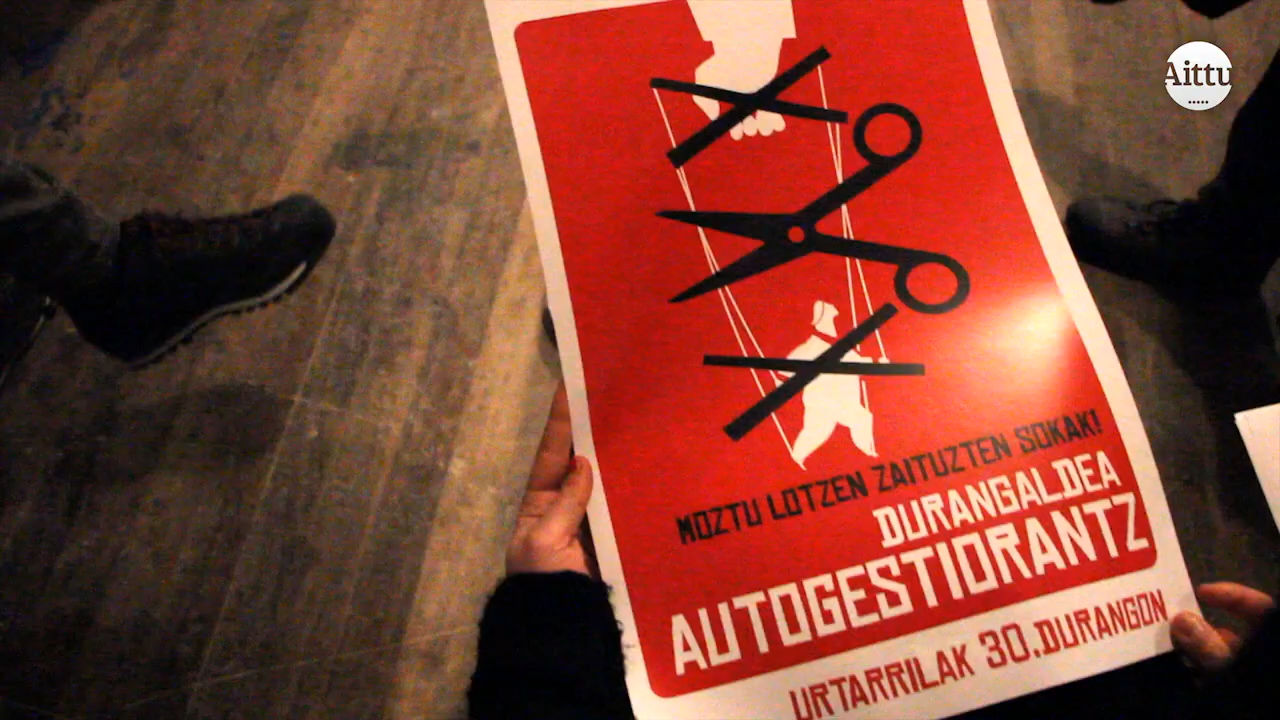 Aittu
MOZTU LOTZEN ZAITUZTEN SOKAK!
DURANGALDEA
AUTOGESTIORANTZ
URTARRILAK 30.DURANGON